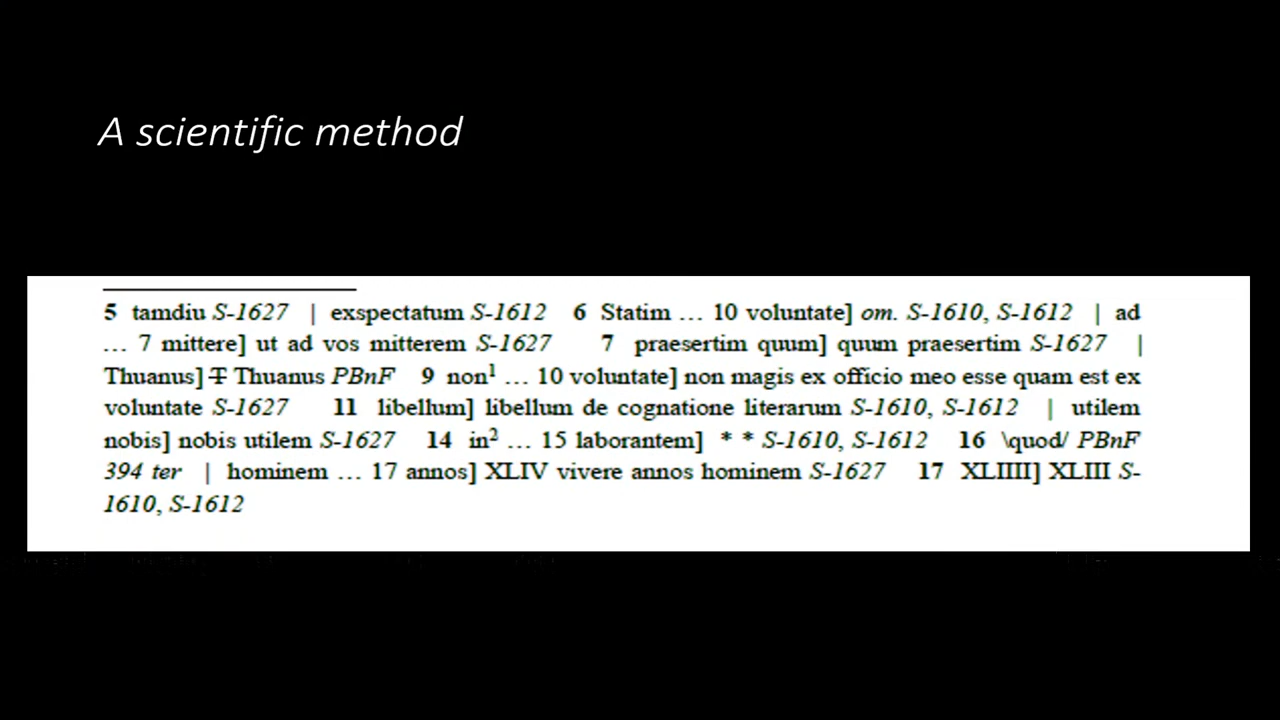 A scientific method
5 tamdiu S-1627 | exspectatum S-1612 6 Statim … 10 voluntate] om. S-1610, S-1612 | ad
… 7 mittere] ut ad vos mitterem S-1627 7 praesertim quum] quum praesertim S-1627 |
Thuanus] T̶ Thuanus PBnF 9 non¹ … 10 voluntate] non magis ex officio meo esse quam est ex
voluntate S-1627 11 libellum] libellum de cognatione literarum S-1610, S-1612 | utilem
nobis] nobis utilem S-1627 14 in² … 15 laborantem] * * S-1610, S-1612 16 \quod/ PBnF
394 ter | hominem … 17 annos] XLIV vivere annos hominem S-1627 17 XLIIII] XLIII S-
1610, S-1612